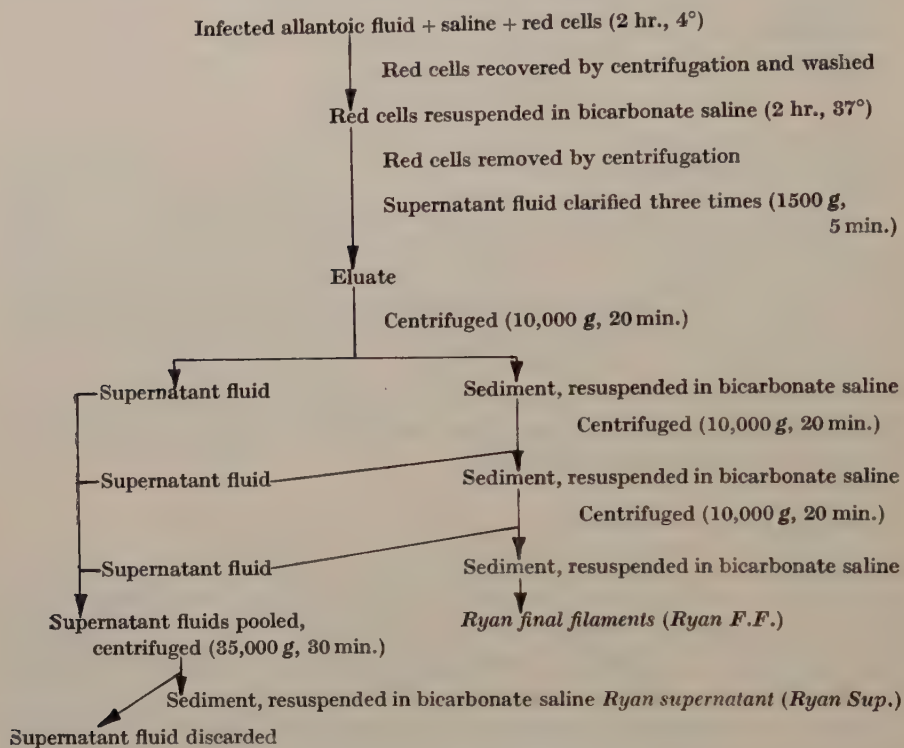 Infected allantoic fluid + saline + red cells (2 hr., 4°)
Red cells recovered by centrifugation and washed
Red cells resuspended in bicarbonate saline (2 hr., 37°)
Red cells removed by centrifugation
Supernatant fluid clarified three times (1500 g,
5 min.)
Eluate
Centrifuged (10,000 g, 20 min.)
Supernatant fluid
Sediment, resuspended in bicarbonate saline
Centrifuged (10,000 g, 20 min.)
Supernatant fluid
Sediment, resuspended in bicarbonate saline
Centrifuged (10,000 g, 20 min.)
Supernatant fluid
Sediment, resuspended in bicarbonate saline
Supernatant fluids pooled,
centrifuged (35,000 g, 30 min.)
Ryan final filaments (Ryan F.F.)
Sediment, resuspended in bicarbonate saline Ryan supernatant (Ryan Sup.)
Supernatant fluid discarded